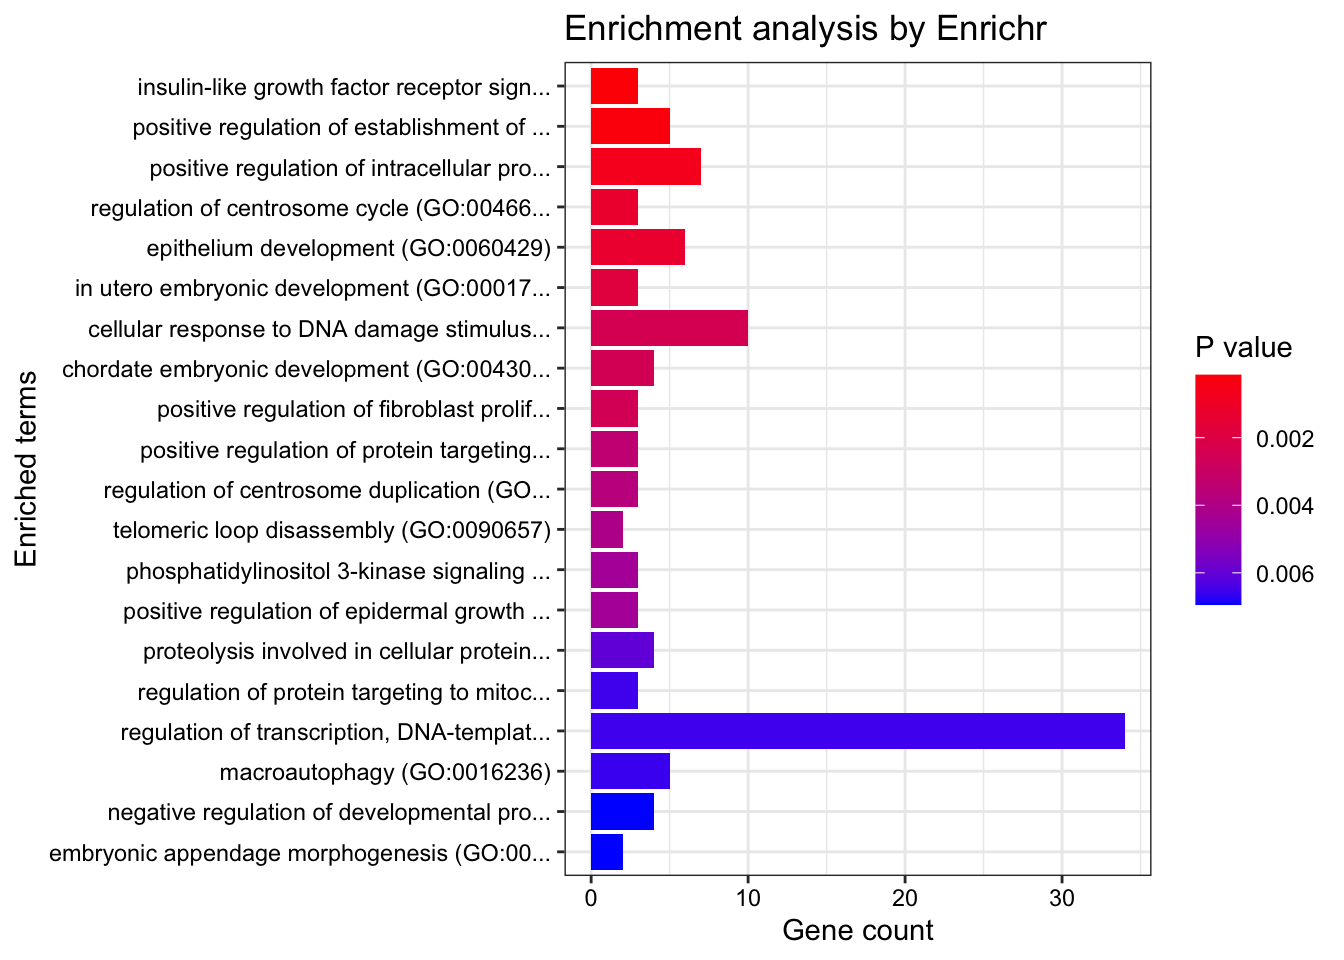 Enrichment analysis by Enrichr
insulin-like growth factor receptor sign...
positive regulation of establishment of ...
positive regulation of intracellular pro...
regulation of centrosome cycle (GO:00466...
epithelium development (GO:0060429)
in utero embryonic development (GO:00017...
cellular response to DNA damage stimulus...
chordate embryonic development (GO:00430...
positive regulation of fibroblast prolif...
positive regulation of protein targeting...
regulation of centrosome duplication (GO...
telomeric loop disassembly (GO:0090657)
phosphatidylinositol 3-kinase signaling ...
positive regulation of epidermal growth ...
proteolysis involved in cellular protein...
regulation of protein targeting to mitoc...
regulation of transcription, DNA-templat...
macroautophagy (GO:0016236)
negative regulation of developmental pro...
embryonic appendage morphogenesis (GO:00...
Enriched terms
0 10 20 30
Gene count
P value
0.002
0.004
0.006